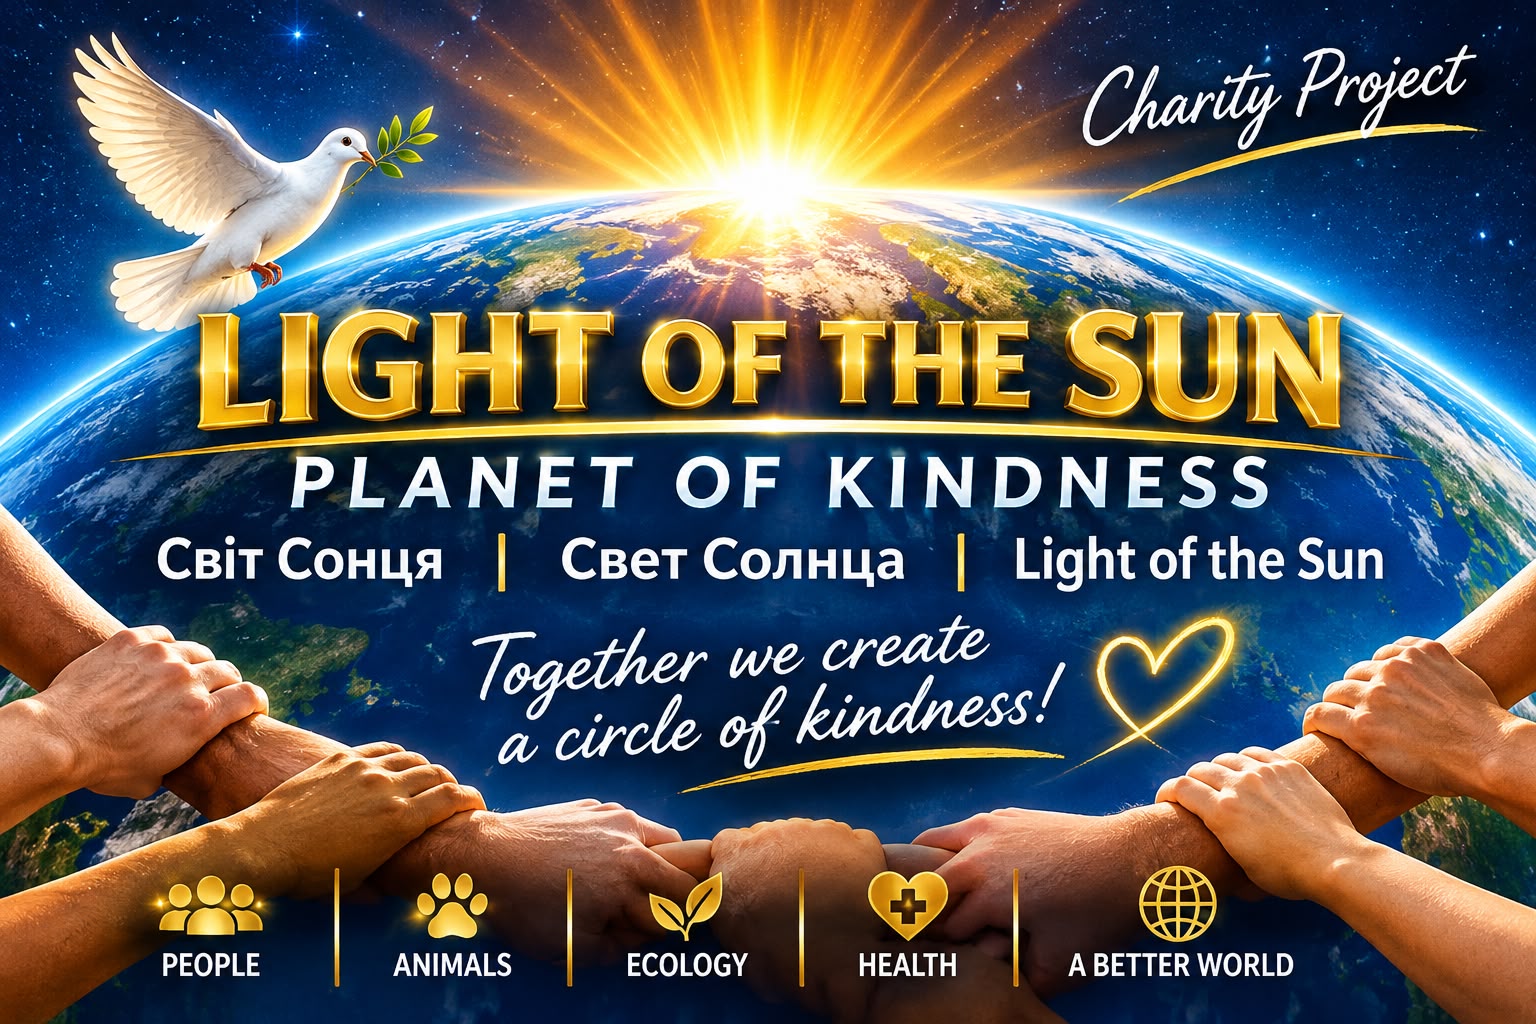 Charity Project
LIGHT OF THE SUN
PLANET OF KINDNESS
Світ Сонця | Свет Солнца | Light of the Sun
Together we create
a circle of kindness!
PEOPLE
ANIMALS
ECOLOGY
HEALTH
A BETTER WORLD